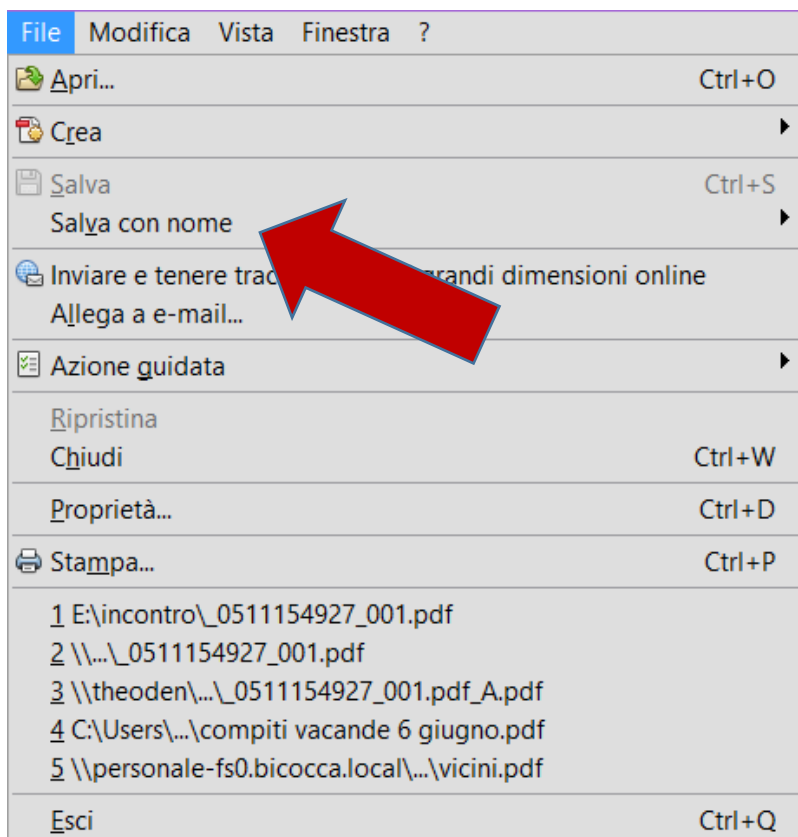 File Modifica Vista Finestra ?
Apri... Ctrl+O
Crea
Salva Ctrl+S
Salva con nome
Inviare e tenere grandi dimensioni online
Allega a e-mail...
Azione guidata
Ripristina
Chiudi Ctrl+W
Proprietà... Ctrl+D
Stampa... Ctrl+P
1 E:\incontro\_0511154927_001.pdf
2 \\...\_0511154927_001.pdf
3 \\theoden\...\_0511154927_001.pdf_A.pdf
4 C:\Users\...\compiti vacande 6 giugno.pdf
5 \\personale-fs0.bicocca.local\...\vicini.pdf
Esci Ctrl+Q